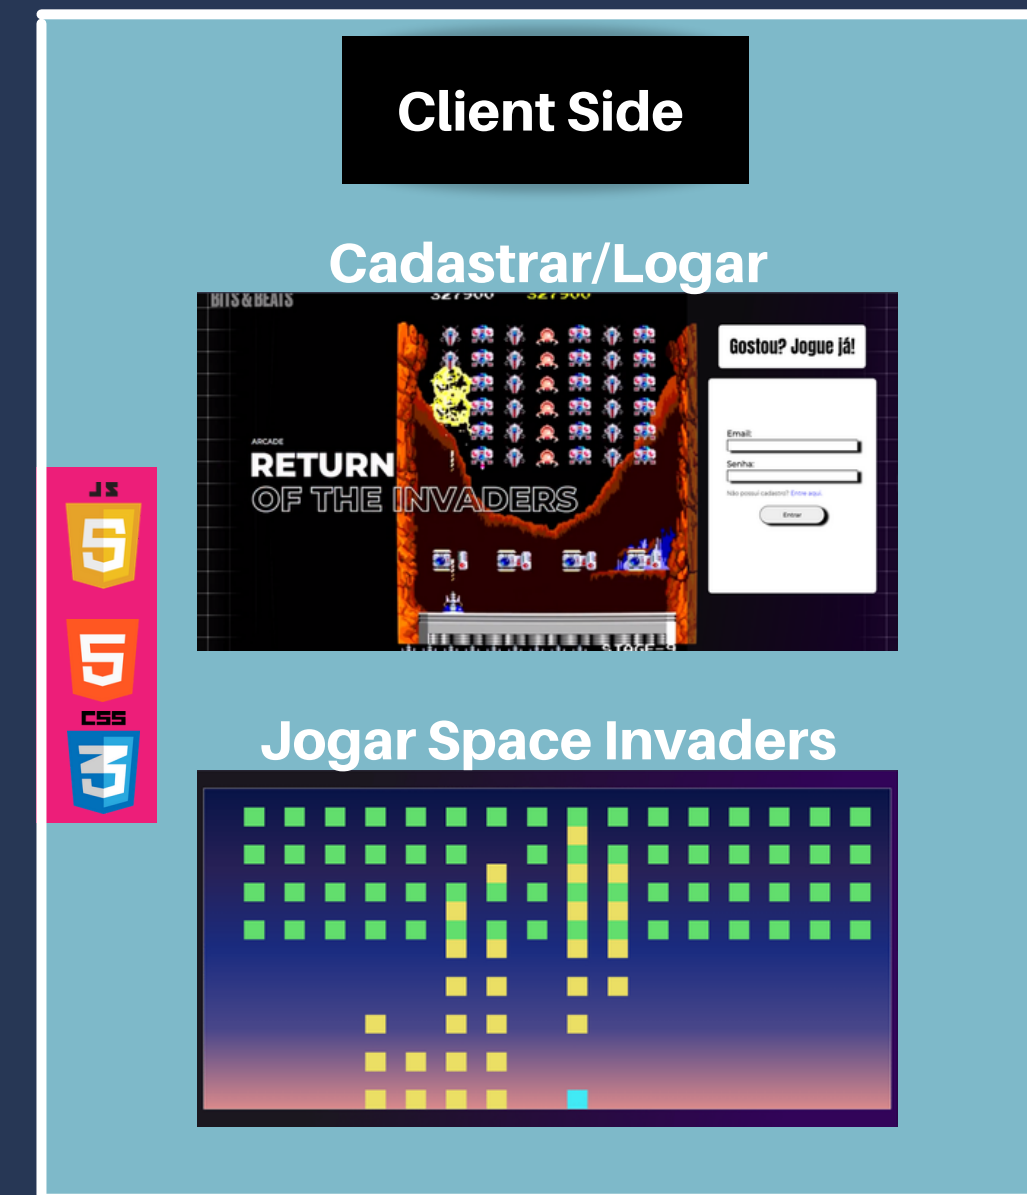 Client Side
Cadastrar/Logar
BITS & BEATS
327900 327900
Gostou? Jogue já!
ARCADE
RETURN
OF THE INVADERS
Email:
Senha:
Não possui cadastro? Entre aqui.
Entrar
STAGE-9
JS
5
5
CSS
3
Jogar Space Invaders